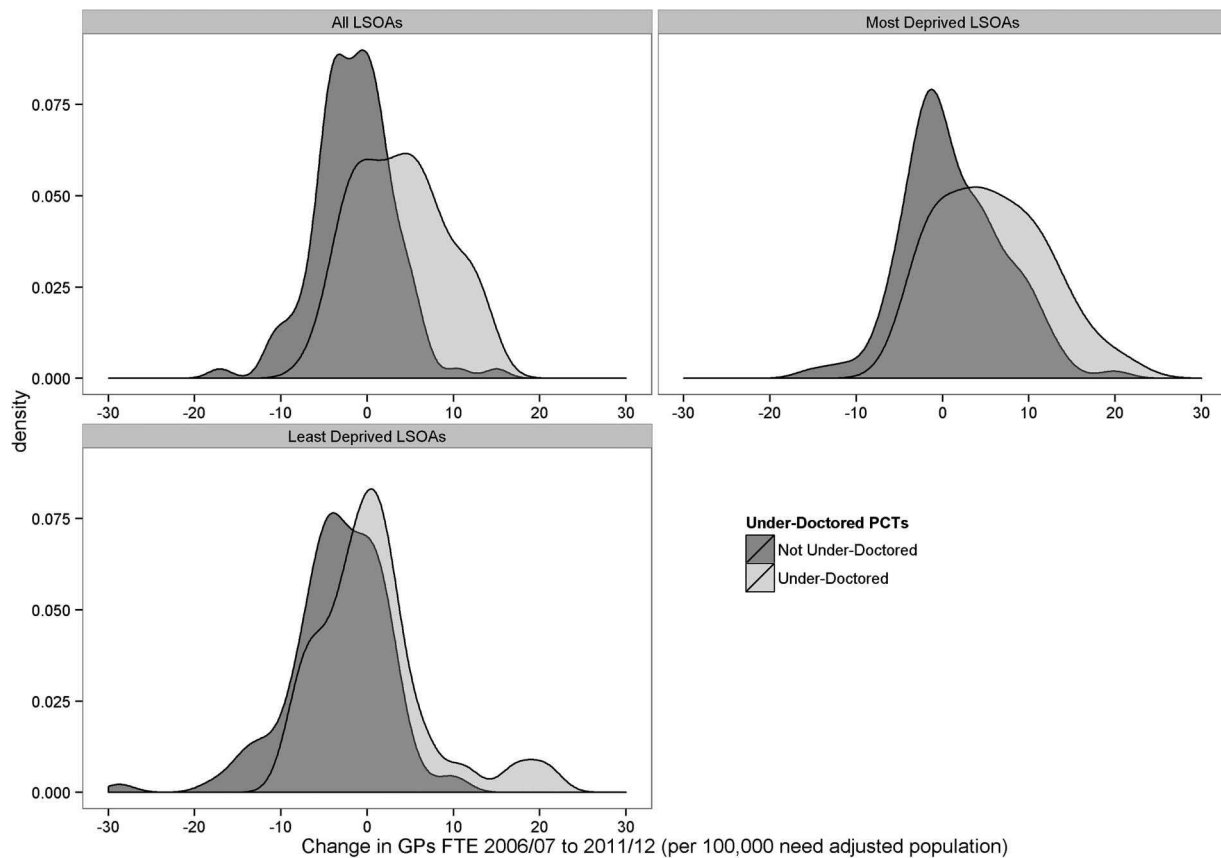 All LSOAs
Most Deprived LSOAs
0.075
0.050
0.025
0.000
-30 -20 -10 0 10 20 30
-30 -20 -10 0 10 20 30
density
Least Deprived LSOAs
0.075
0.050
0.025
0.000
-30 -20 -10 0 10 20 30
Under-Doctored PCTs
Not Under-Doctored
Under-Doctored
Change in GPs FTE 2006/07 to 2011/12 (per 100,000 need adjusted population)